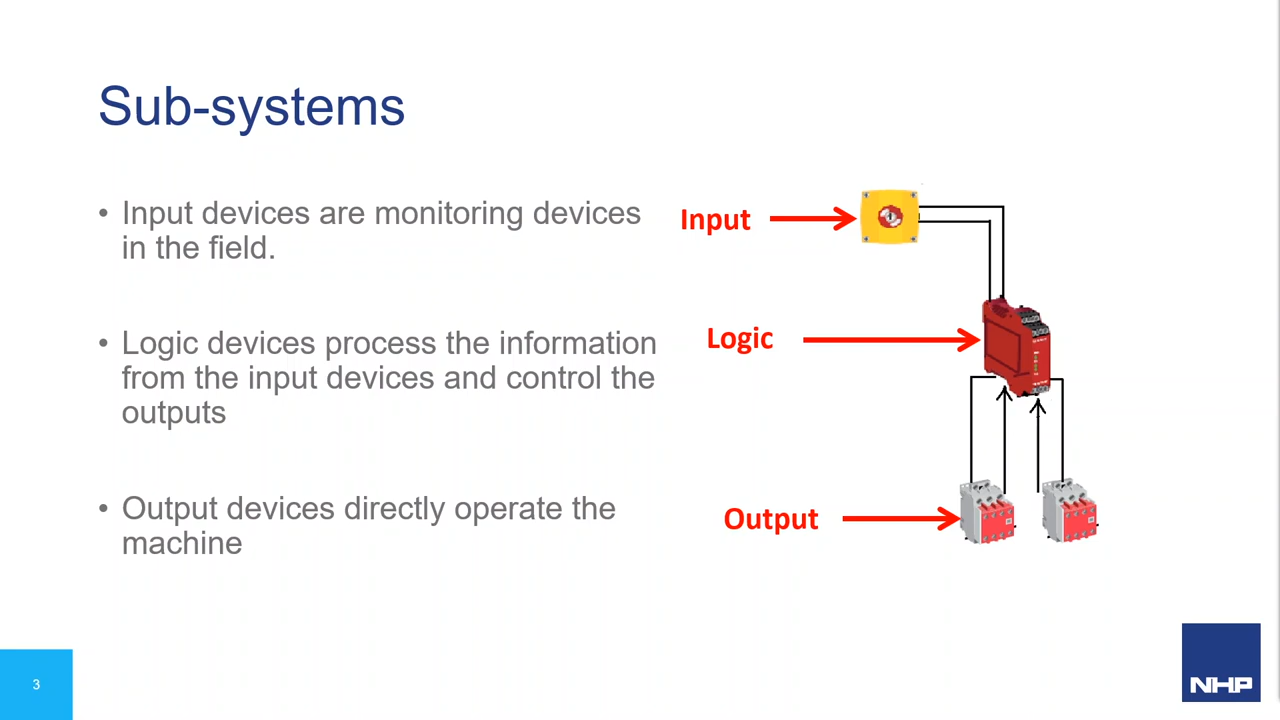 Sub-systems
• Input devices are monitoring devices
in the field.
• Logic devices process the information
from the input devices and control the
outputs
• Output devices directly operate the
machine
Input
Logic
Output
3
NHP